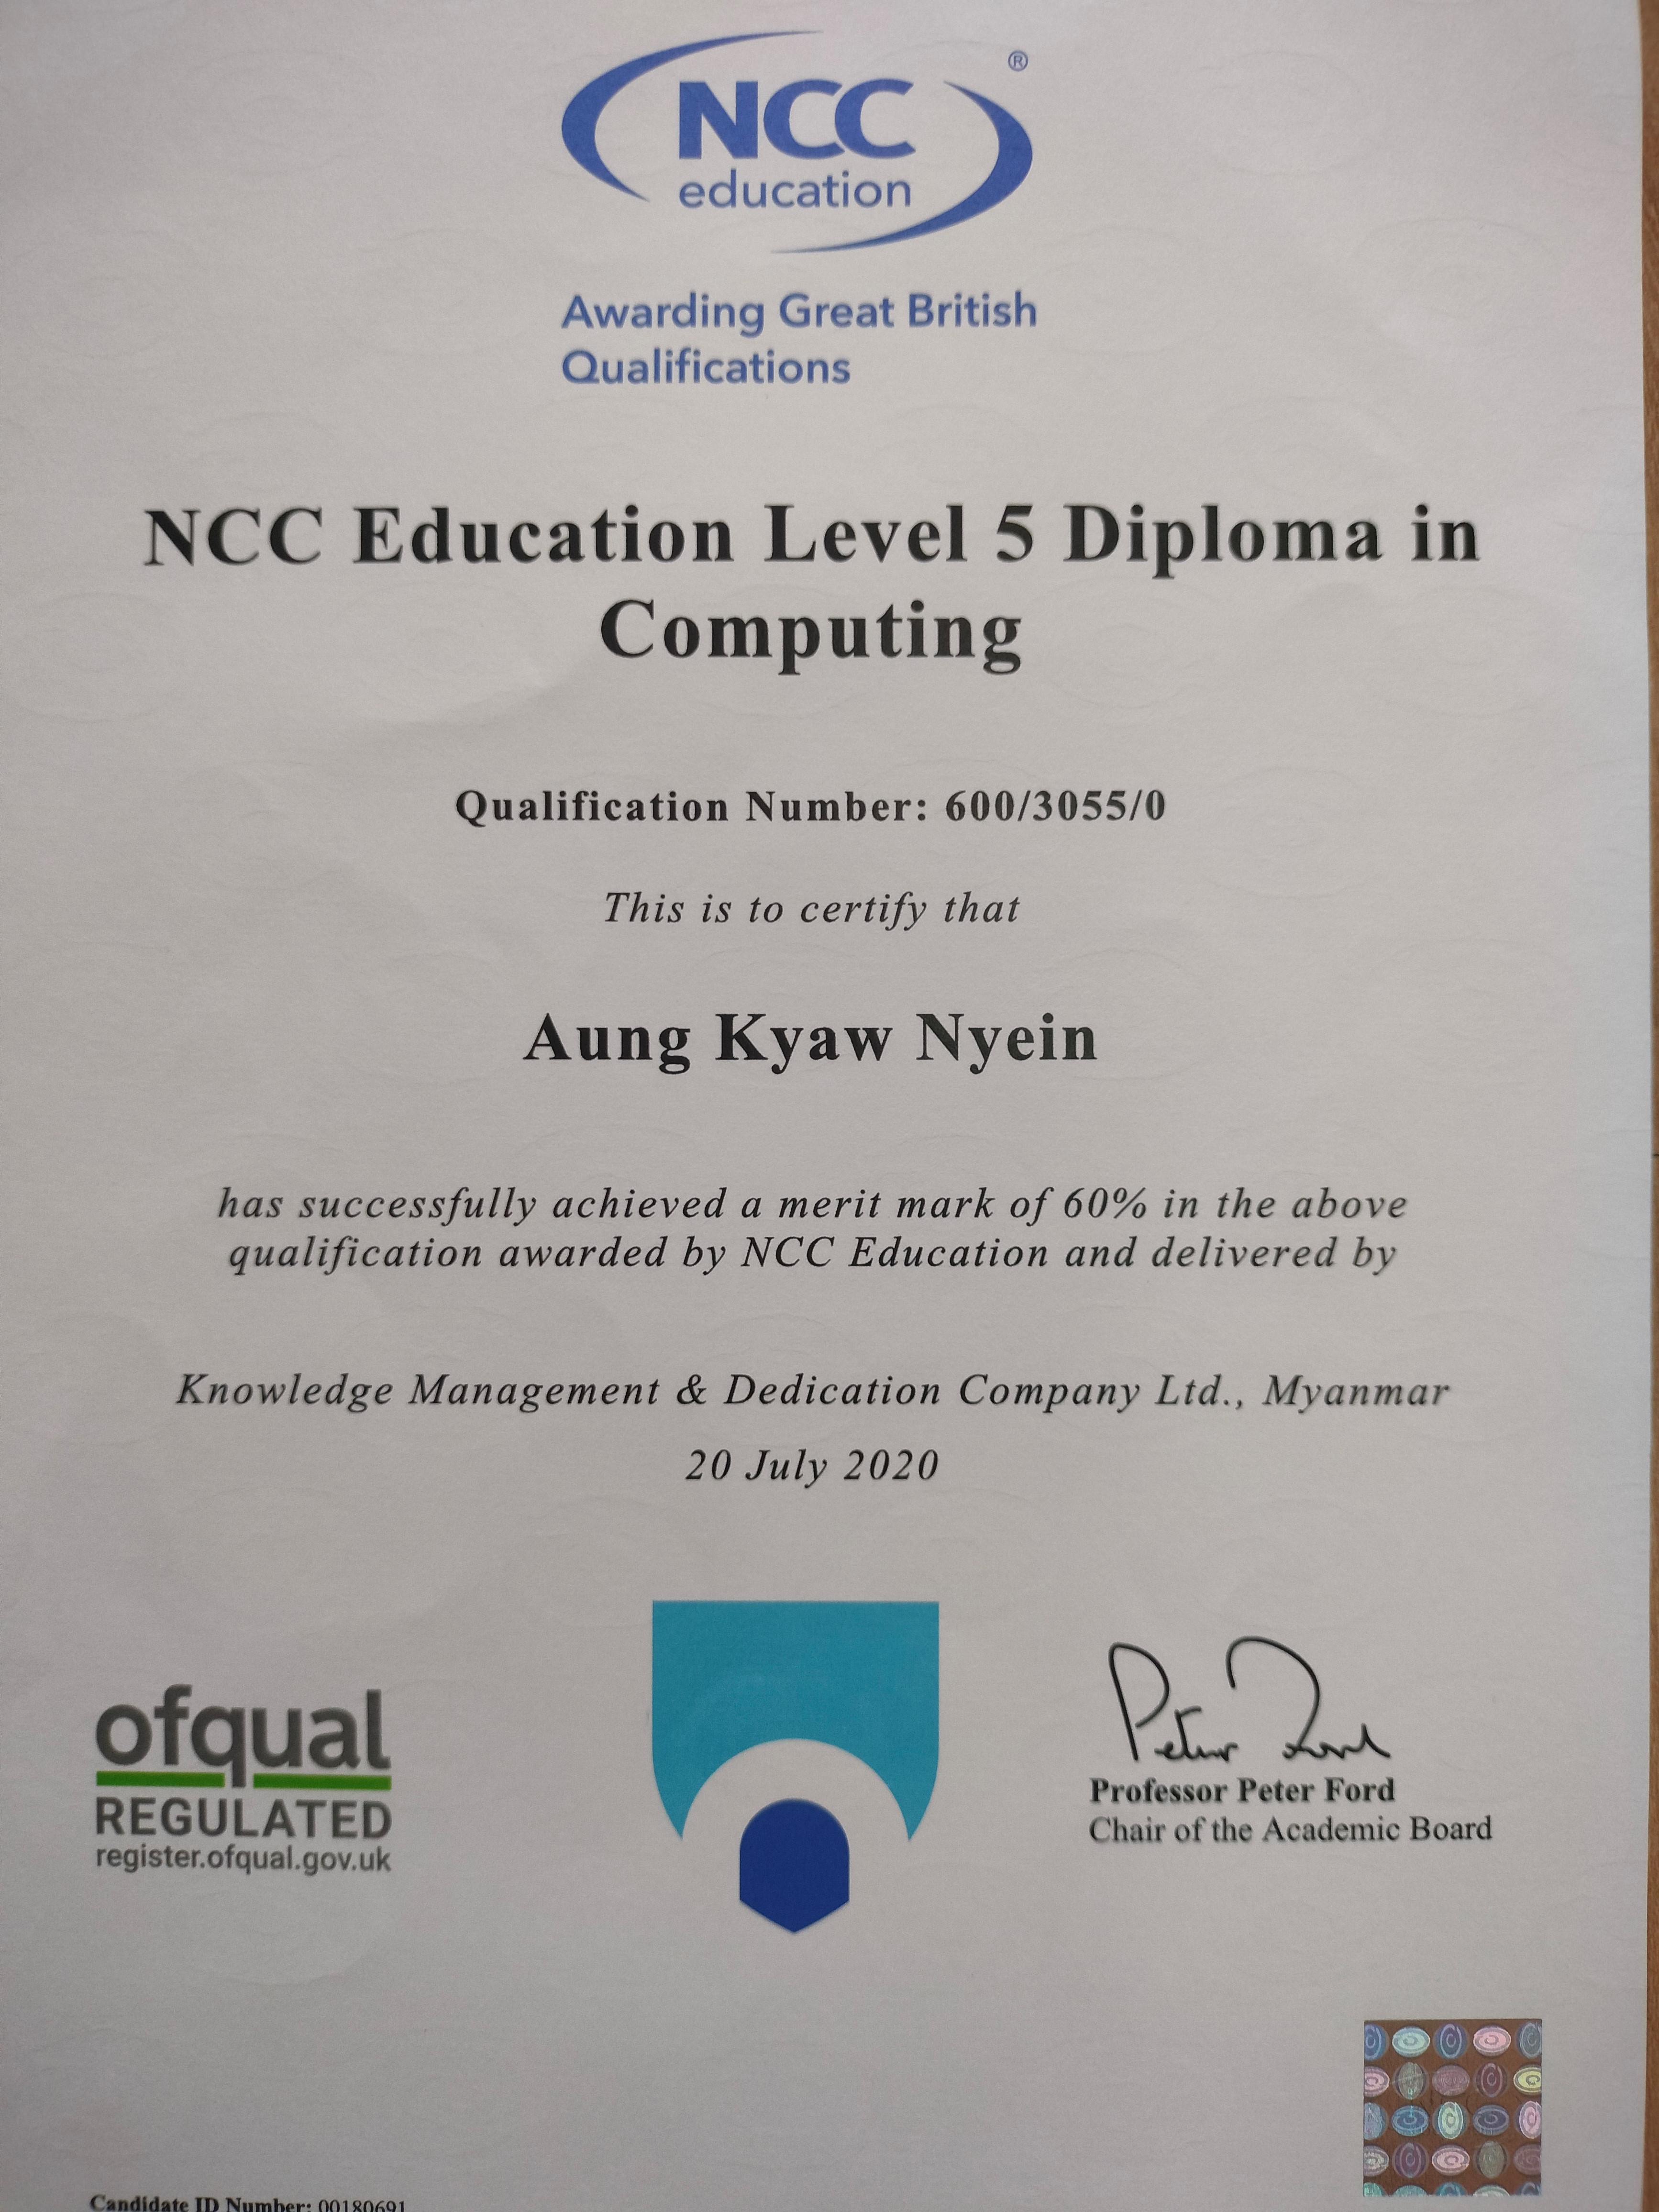 NCC
education
®
Awarding Great British
Qualifications
NCC Education Level 5 Diploma in
Computing
Qualification Number: 600/3055/0
This is to certify that
Aung Kyaw Nyein
has successfully achieved a merit mark of 60% in the above
qualification awarded by NCC Education and delivered by
Knowledge Management & Dedication Company Ltd., Myanmar
20 July 2020
ofqual
REGULATED
register.ofqual.gov.uk
Peter Ford
Professor Peter Ford
Chair of the Academic Board
Candidate ID Number: 00180691